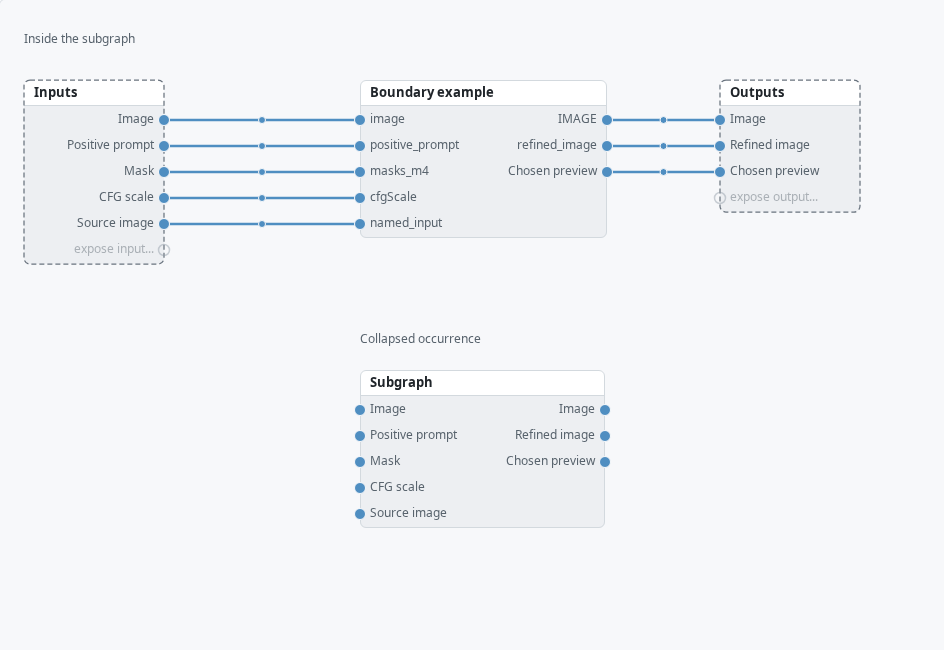 Inside the subgraph
Inputs
Image
Positive prompt
Mask
CFG scale
Source image
expose input...
Boundary example
image
positive_prompt
masks_m4
cfgScale
named_input
IMAGE
refined_image
Chosen preview
Outputs
Image
Refined image
Chosen preview
expose output...
Collapsed occurrence
Subgraph
Image
Positive prompt
Mask
CFG scale
Source image
Image
Refined image
Chosen preview